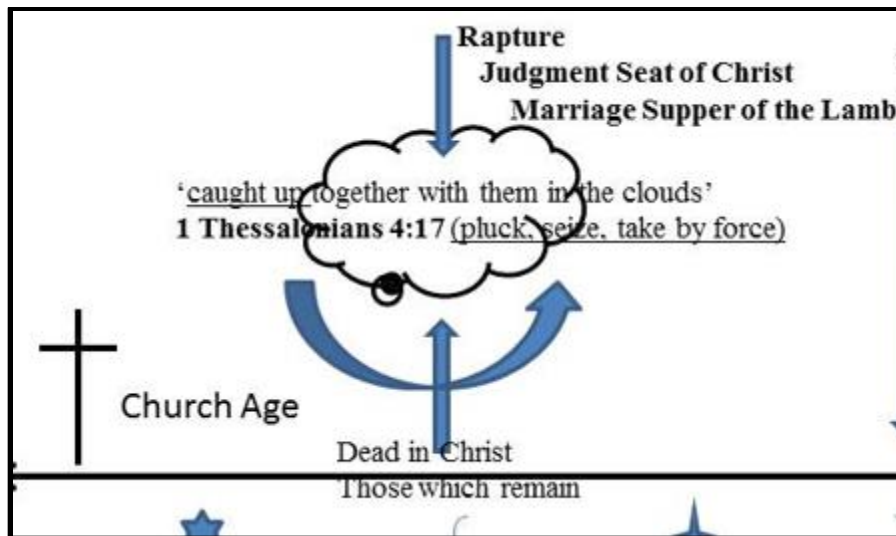 Rapture
Judgment Seat of Christ
Marriage Supper of the Lamb
‘caught up together with them in the clouds’
1 Thessalonians 4:17 (pluck, seize, take by force)
Church Age
Dead in Christ
Those which remain